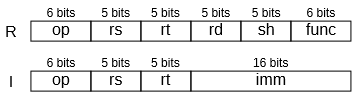 6 bits 5 bits 5 bits 5 bits 5 bits 6 bits
R op rs rt rd sh func
6 bits 5 bits 5 bits 16 bits
I op rs rt imm